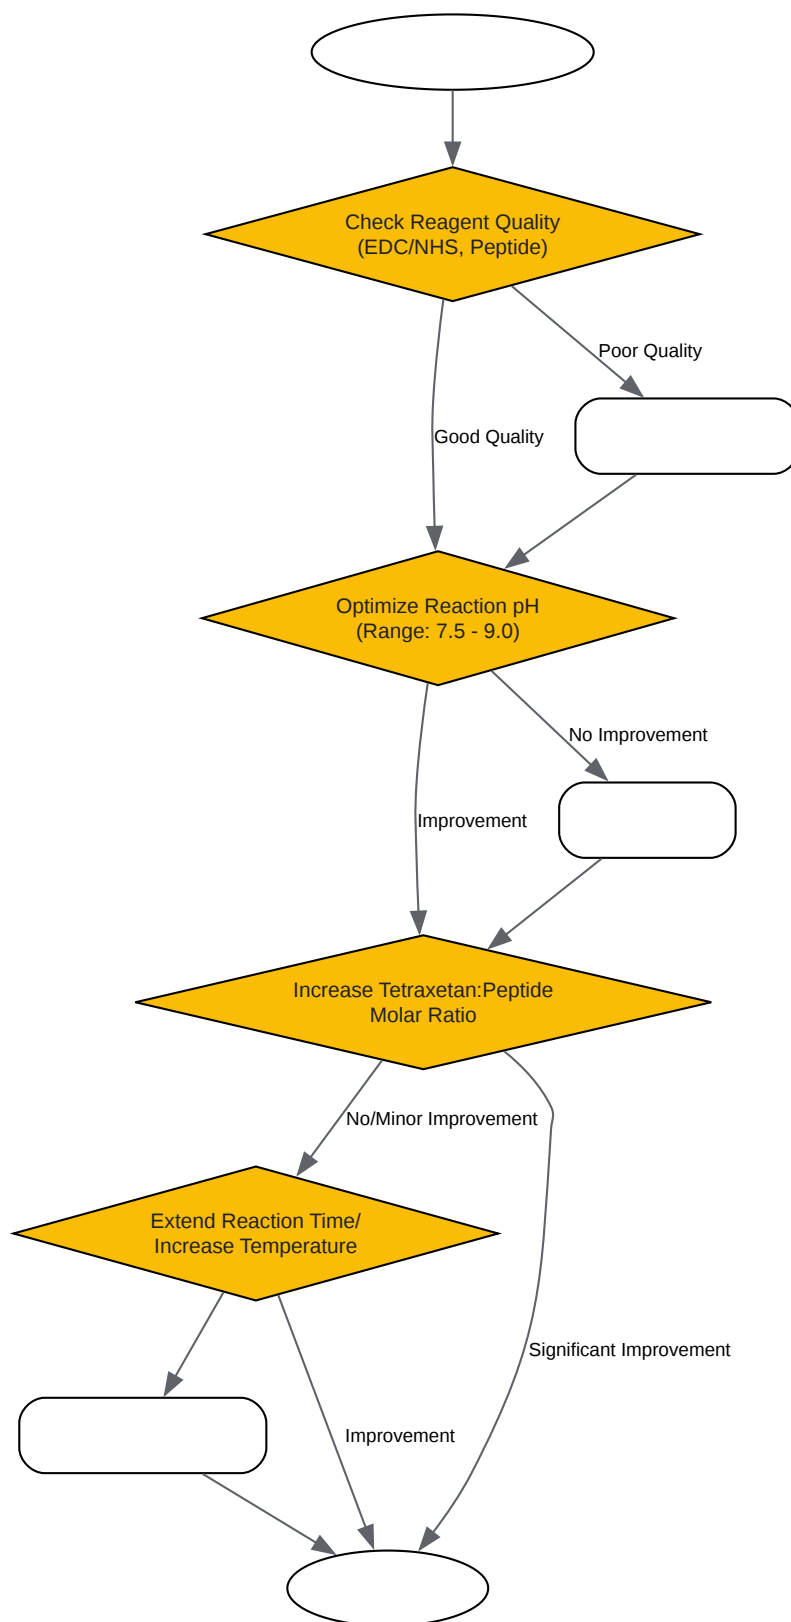 Check Reagent Quality
(EDC/NHS, Peptide)
Poor Quality
Good Quality
Optimize Reaction pH
(Range: 7.5 - 9.0)
No Improvement
Improvement
Increase Tetraxetan:Peptide
Molar Ratio
No/Minor Improvement
Extend Reaction Time/
Increase Temperature
Significant Improvement
Improvement